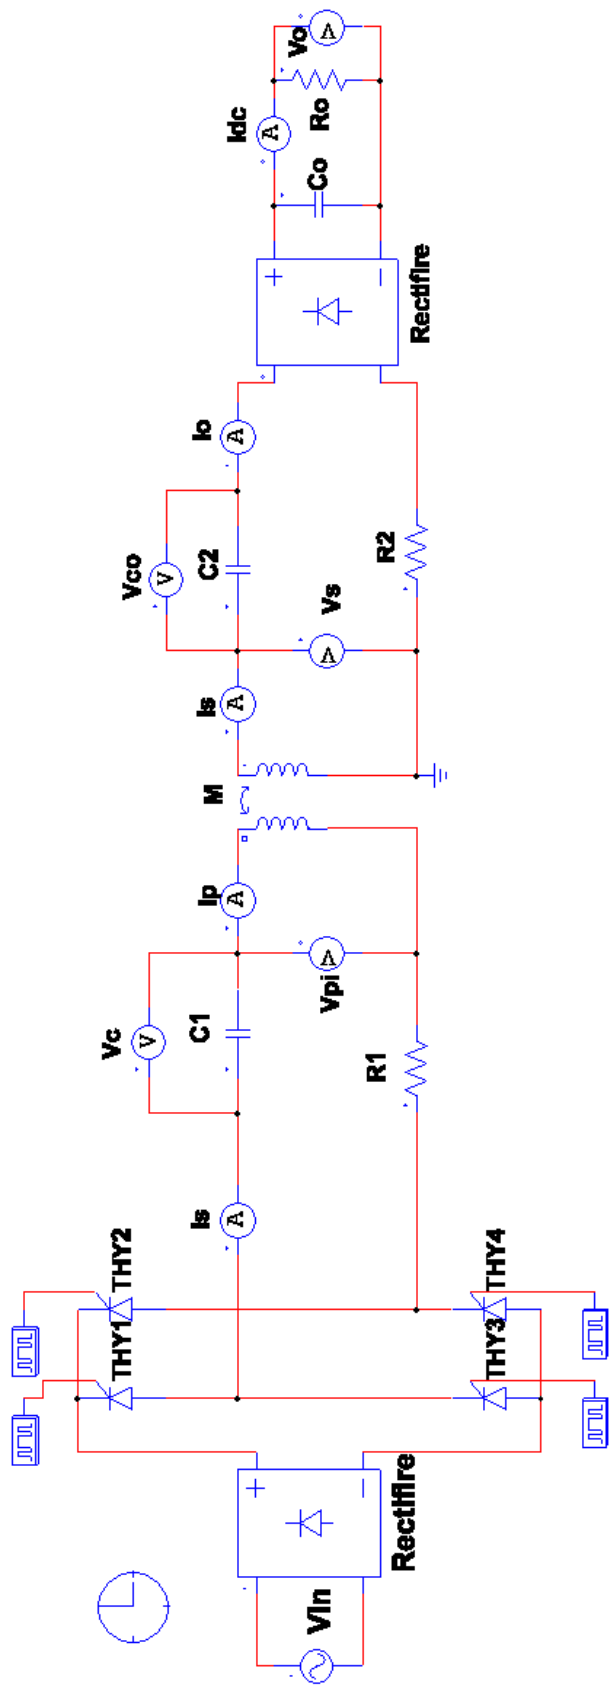 VIn
+
-
Rectifire
THY1
THY2
THY3
THY4
Is
A
Vc
V
C1
R1
Vpi
V
Ip
A
M
Is
A
Vs
V
Vco
V
C2
R2
Io
A
+
-
Rectifire
Co
Idc
A
Ro
Vo
V